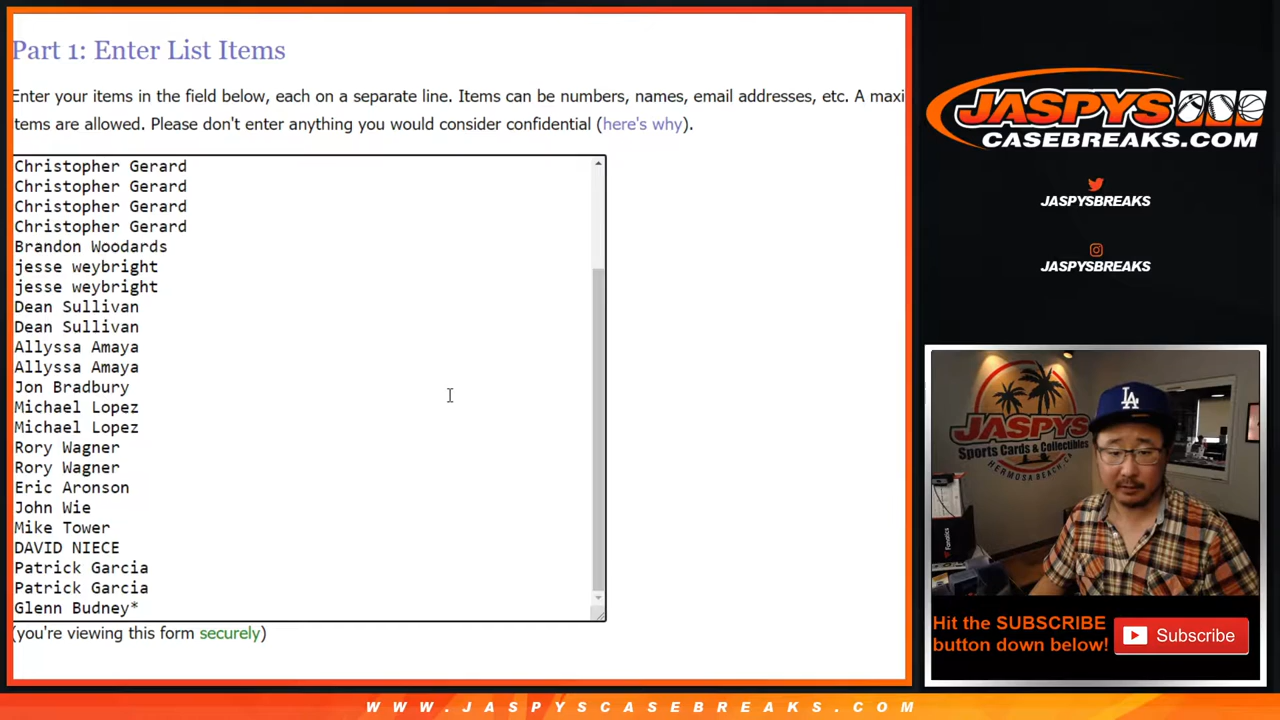 Part 1: Enter List Items
Enter your items in the field below, each on a separate line. Items can be numbers, names, email addresses, etc. A maxi
tems are allowed. Please don't enter anything you would consider confidential (here's why).
Christopher Gerard
Christopher Gerard
Christopher Gerard
Christopher Gerard
Brandon Woodards
jesse weybright
jesse weybright
Dean Sullivan
Dean Sullivan
Allyssa Amaya
Allyssa Amaya
Jon Bradbury
Michael Lopez
Michael Lopez
Rory Wagner
Rory Wagner
Eric Aronson
John Wie
Mike Tower
DAVID NIECE
Patrick Garcia
Patrick Garcia
Glenn Budney*
(you're viewing this form securely)
JASPYS
CASEBREAKS.COM
JASPYSBREAKS
JASPYSBREAKS
JASPYS
Sports Cards & Collectibles
HERMOSA BEACH, CA
LA
Fanatics
Hit the SUBSCRIBE
button down below!
Subscribe
WWW.JASPYSCASEBREAKS.COM